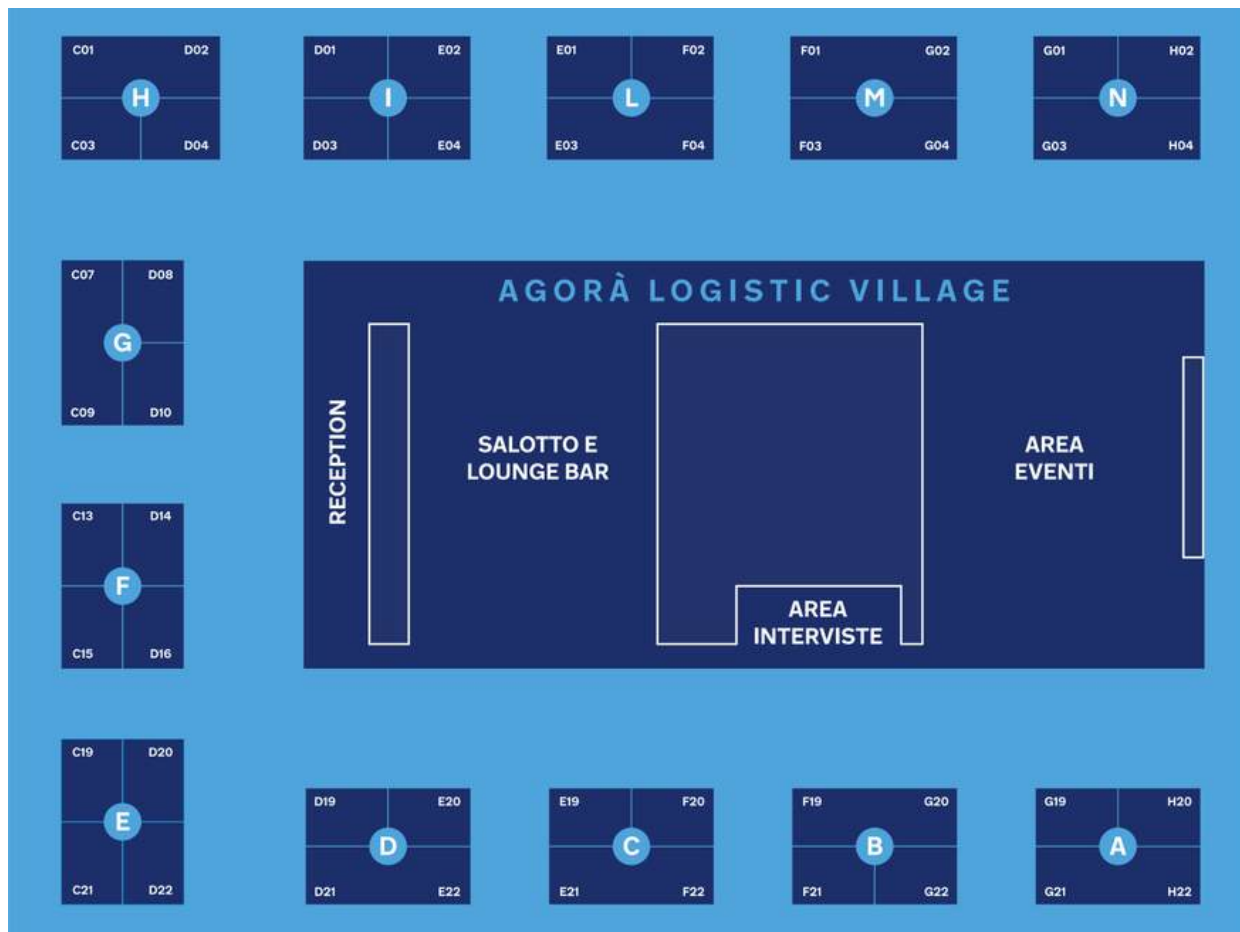 C01 D02
H
C03 D04
D01 E02
I
D03 E04
E01 F02
L
E03 F04
F01 G02
M
F03 G04
G01 H02
N
G03 H04
C07 D08
G
C09 D10
AGORÀ LOGISTIC VILLAGE
RECEPTION
SALOTTO E
LOUNGE BAR
AREA
EVENTI
AREA
INTERVISTE
C13 D14
F
C15 D16
C19 D20
E
C21 D22
D19 E20
D
D21 E22
E19 F20
C
E21 F22
F19 G20
B
F21 G22
G19 H20
A
G21 H22